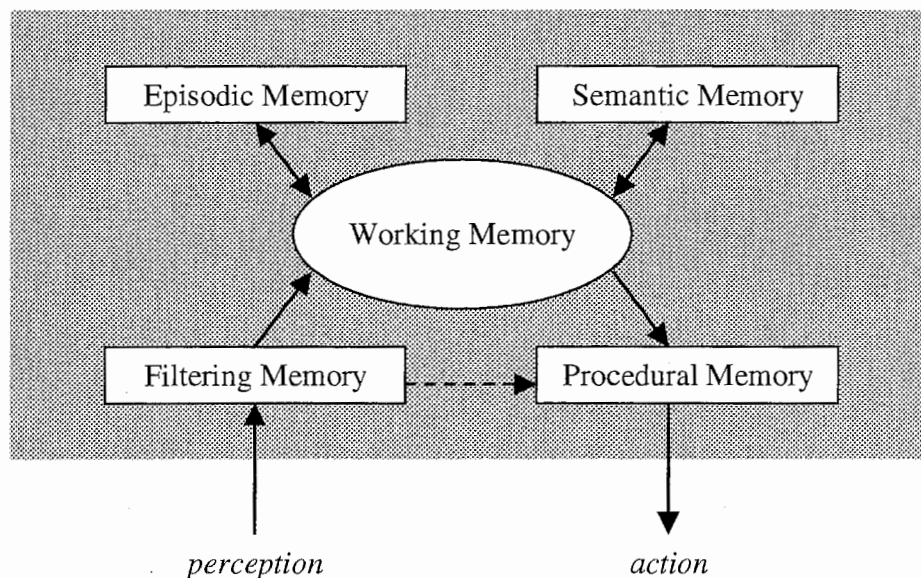 Episodic Memory
Semantic Memory
Working Memory
Filtering Memory
Procedural Memory
perception
action